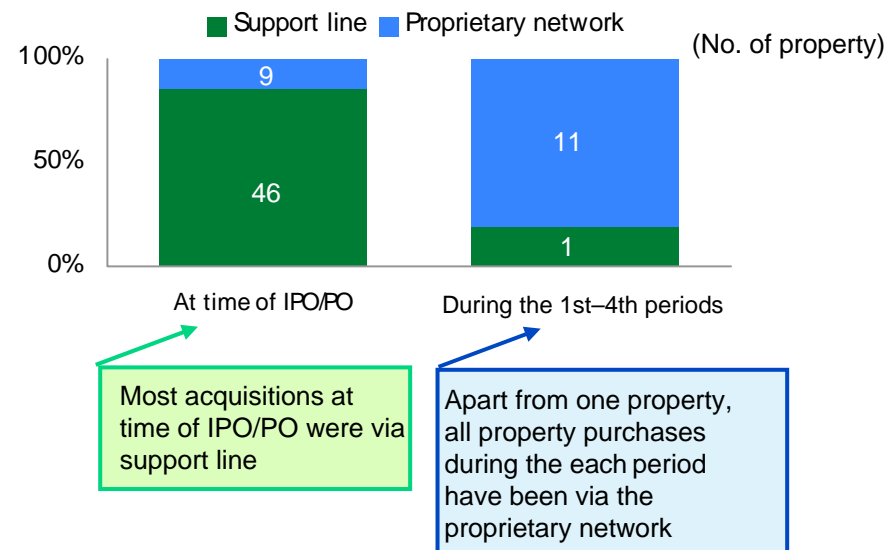 Support line Proprietary network
(No. of property)
100%
50%
0%
9
46
11
1
At time of IPO/PO
During the 1st–4th periods
Most acquisitions at
time of IPO/PO were via
support line
Apart from one property,
all property purchases
during the each period
have been via the
proprietary network